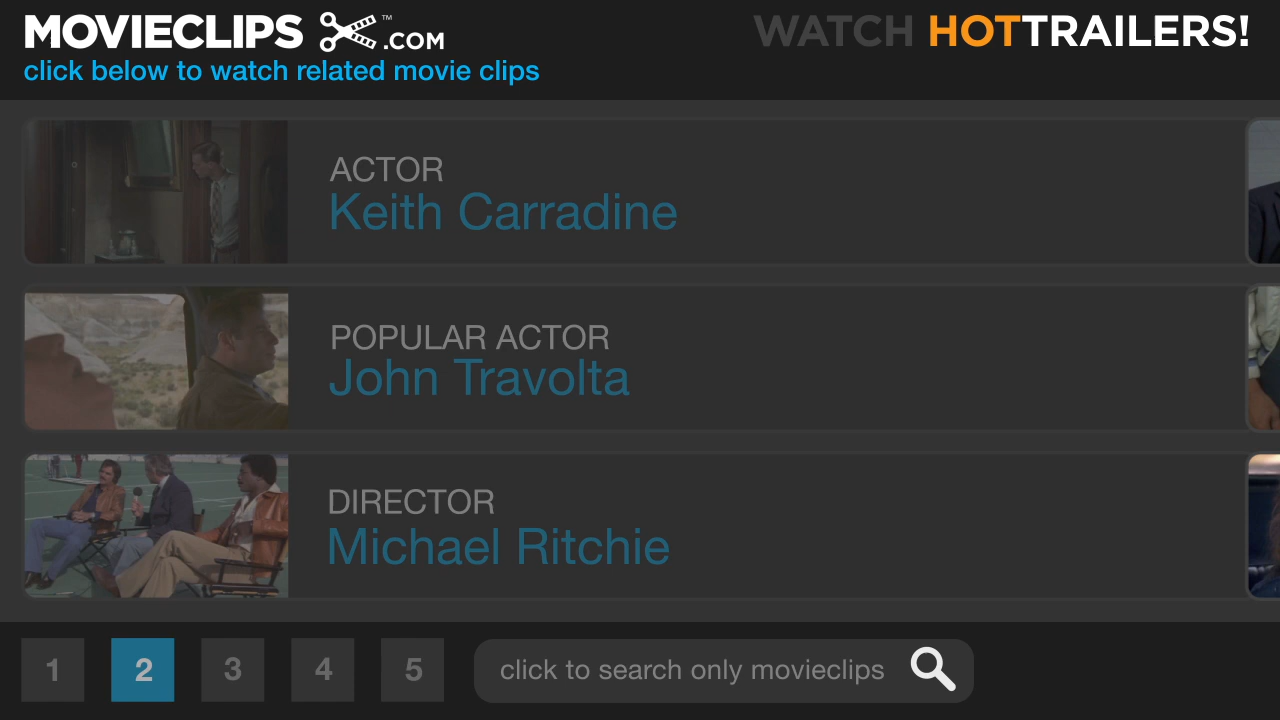 MOVIECLIPS ™ .COM
WATCH HOTTRAILERS!
click below to watch related movie clips
ACTOR
Keith Carradine
POPULAR ACTOR
John Travolta
DIRECTOR
Michael Ritchie
1 2 3 4 5
click to search only movieclips